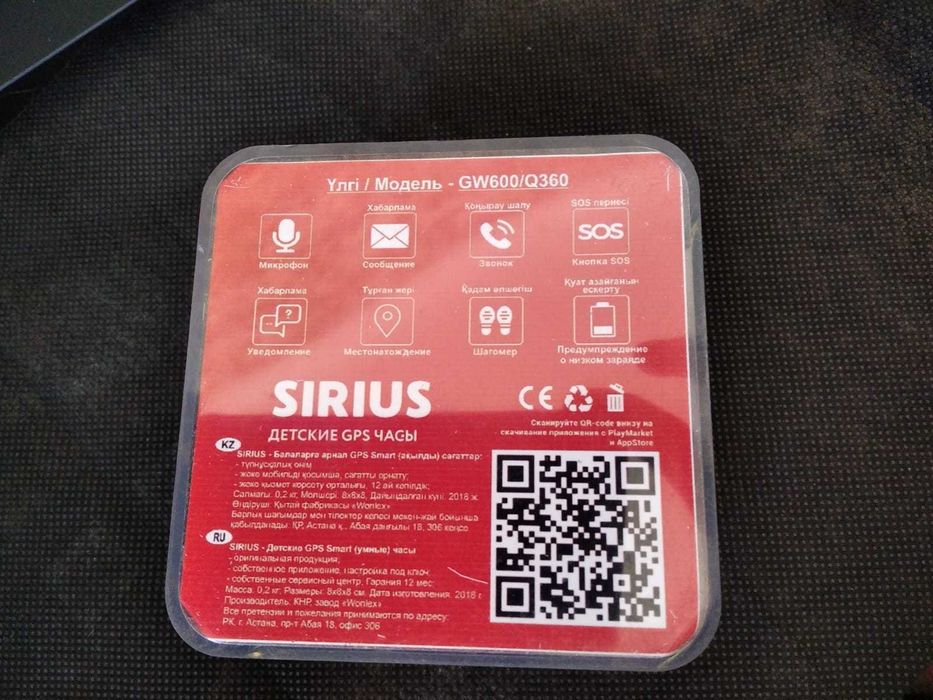 Үлгі / Модель - GW600/Q360
Хабарлама
Қоңырау шалу
SOS пернесі
SOS
Микрофон
Сообщение
Звонок
Кнопка SOS
Хабарлама
Тұрған жері
Қадам өлшегіш
Қуат азайғанын
ескерту
?
Уведомление
Местонахождение
Шагомер
Предумпреждение
о низком заряде
SIRIUS
ДЕТСКИЕ GPS ЧАСЫ
CE
Сканируйте QR-code внизу на
скачивание приложения с PlayMarket
и AppStore
KZ
SIRIUS - Балаларға арнал GPS Smart (ақылды) сағаттар:
- түпнұсқалық өнім
- жеке мобильді қосымша, сағатты орнату;
- жеке қызмет көрсету орталығы, 12 ай кепілдік;
Салмағы: 0,2 кг, Мөлшері: 8x8x8, Дайындалған күні: 2018 ж.
Өндіруші: Қытай фабрикасы «Wonlex»
Барлық шағымдар мен тілектер келесі мекен-жай бойынша
қабылданады: ҚР, Астана қ., Абая даңғылы 18, 306 кеңсе
RU
SIRIUS - Детские GPS Smart (умные) часы
- оригинальная продукция;
- собственное приложение, настройка под ключ;
- собственные сервисный центр, Гарания 12 мес.
Масса: 0,2 кг, Размеры: 8x8x8 см, Дата изготовления: 2018 г.
Производитель: КНР, завод «Wonlex»
Все претензии и пожелания принимаются по адресу:
РК, г. Астана, пр-т Абая 18, офис 306